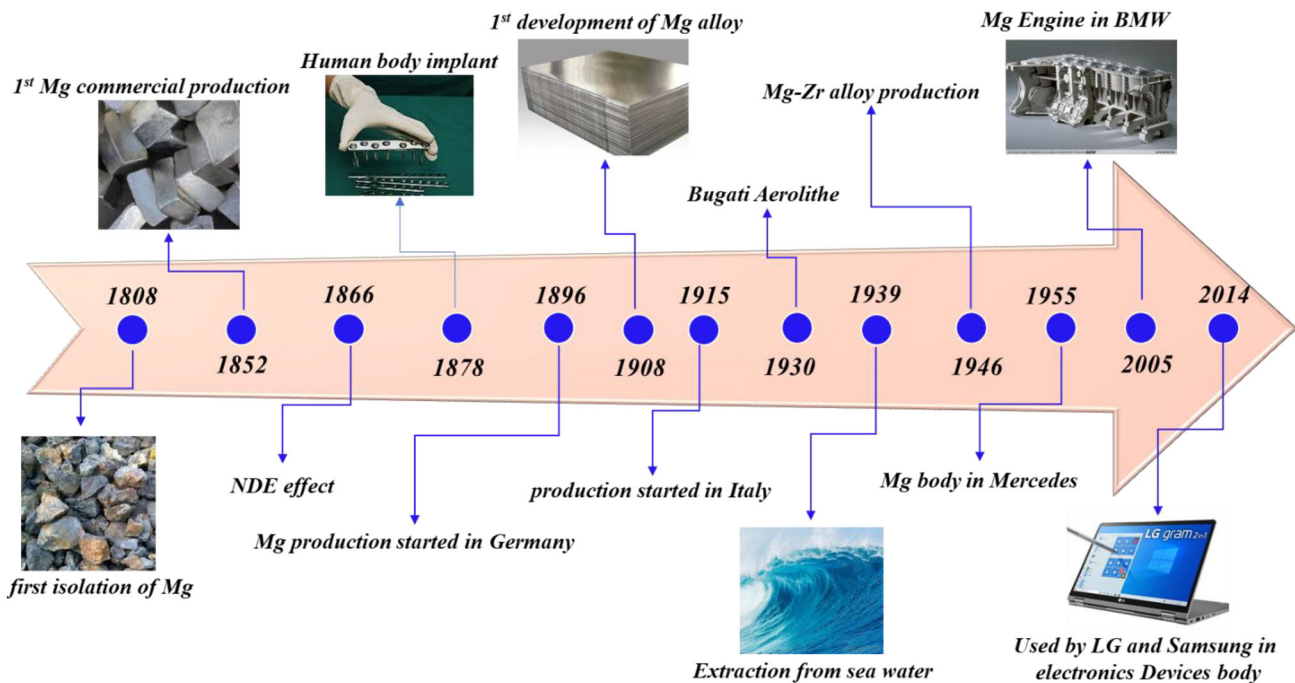 1st development of Mg alloy
Mg Engine in BMW
Human body implant
1st Mg commercial production
Mg-Zr alloy production
Bugati Aerolithe
1808
1866
1896
1915
1939
1955
2014
1852
1878
1908
1930
1946
2005
NDE effect
production started in Italy
Mg body in Mercedes
Mg production started in Germany
LG gram 2in1
first isolation of Mg
Extraction from sea water
Used by LG and Samsung in
electronics Devices body